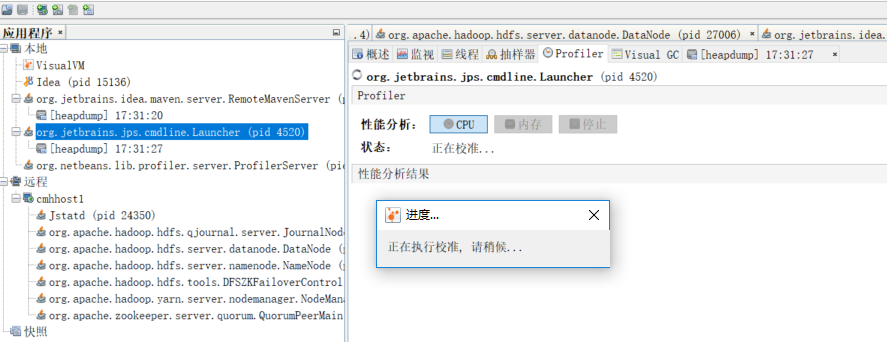 应用程序 ×
本地
VisualVM
Idea (pid 15136)
org.jetbrains.idea.maven.server.RemoteMavenServer (p
[heapdump] 17:31:20
org.jetbrains.jps.cmdline.Launcher (pid 4520)
[heapdump] 17:31:27
org.netbeans.lib.profiler.server.ProfilerServer (pid
远程
cmhhost1
Jstatd (pid 24350)
org.apache.hadoop.hdfs.qjournal.server.JournalNod
org.apache.hadoop.hdfs.server.datanode.DataNode (p
org.apache.hadoop.hdfs.server.namenode.NameNode (p
org.apache.hadoop.hdfs.tools.DFSZKFailoverControl
org.apache.hadoop.yarn.server.nodemanager.NodeMan
org.apache.zookeeper.server.quorum.QuorumPeerMain
快照
.4) org.apache.hadoop.hdfs.server.datanode.DataNode (pid 27006) × org.jetbrains.idea.
概述 监视 线程 抽样器 Profiler Visual GC [heapdump] 17:31:27 ×
org.jetbrains.jps.cmdline.Launcher (pid 4520)
Profiler
性能分析: CPU 内存 停止
状态: 正在校准...
性能分析结果
进度...
正在执行校准, 请稍候...